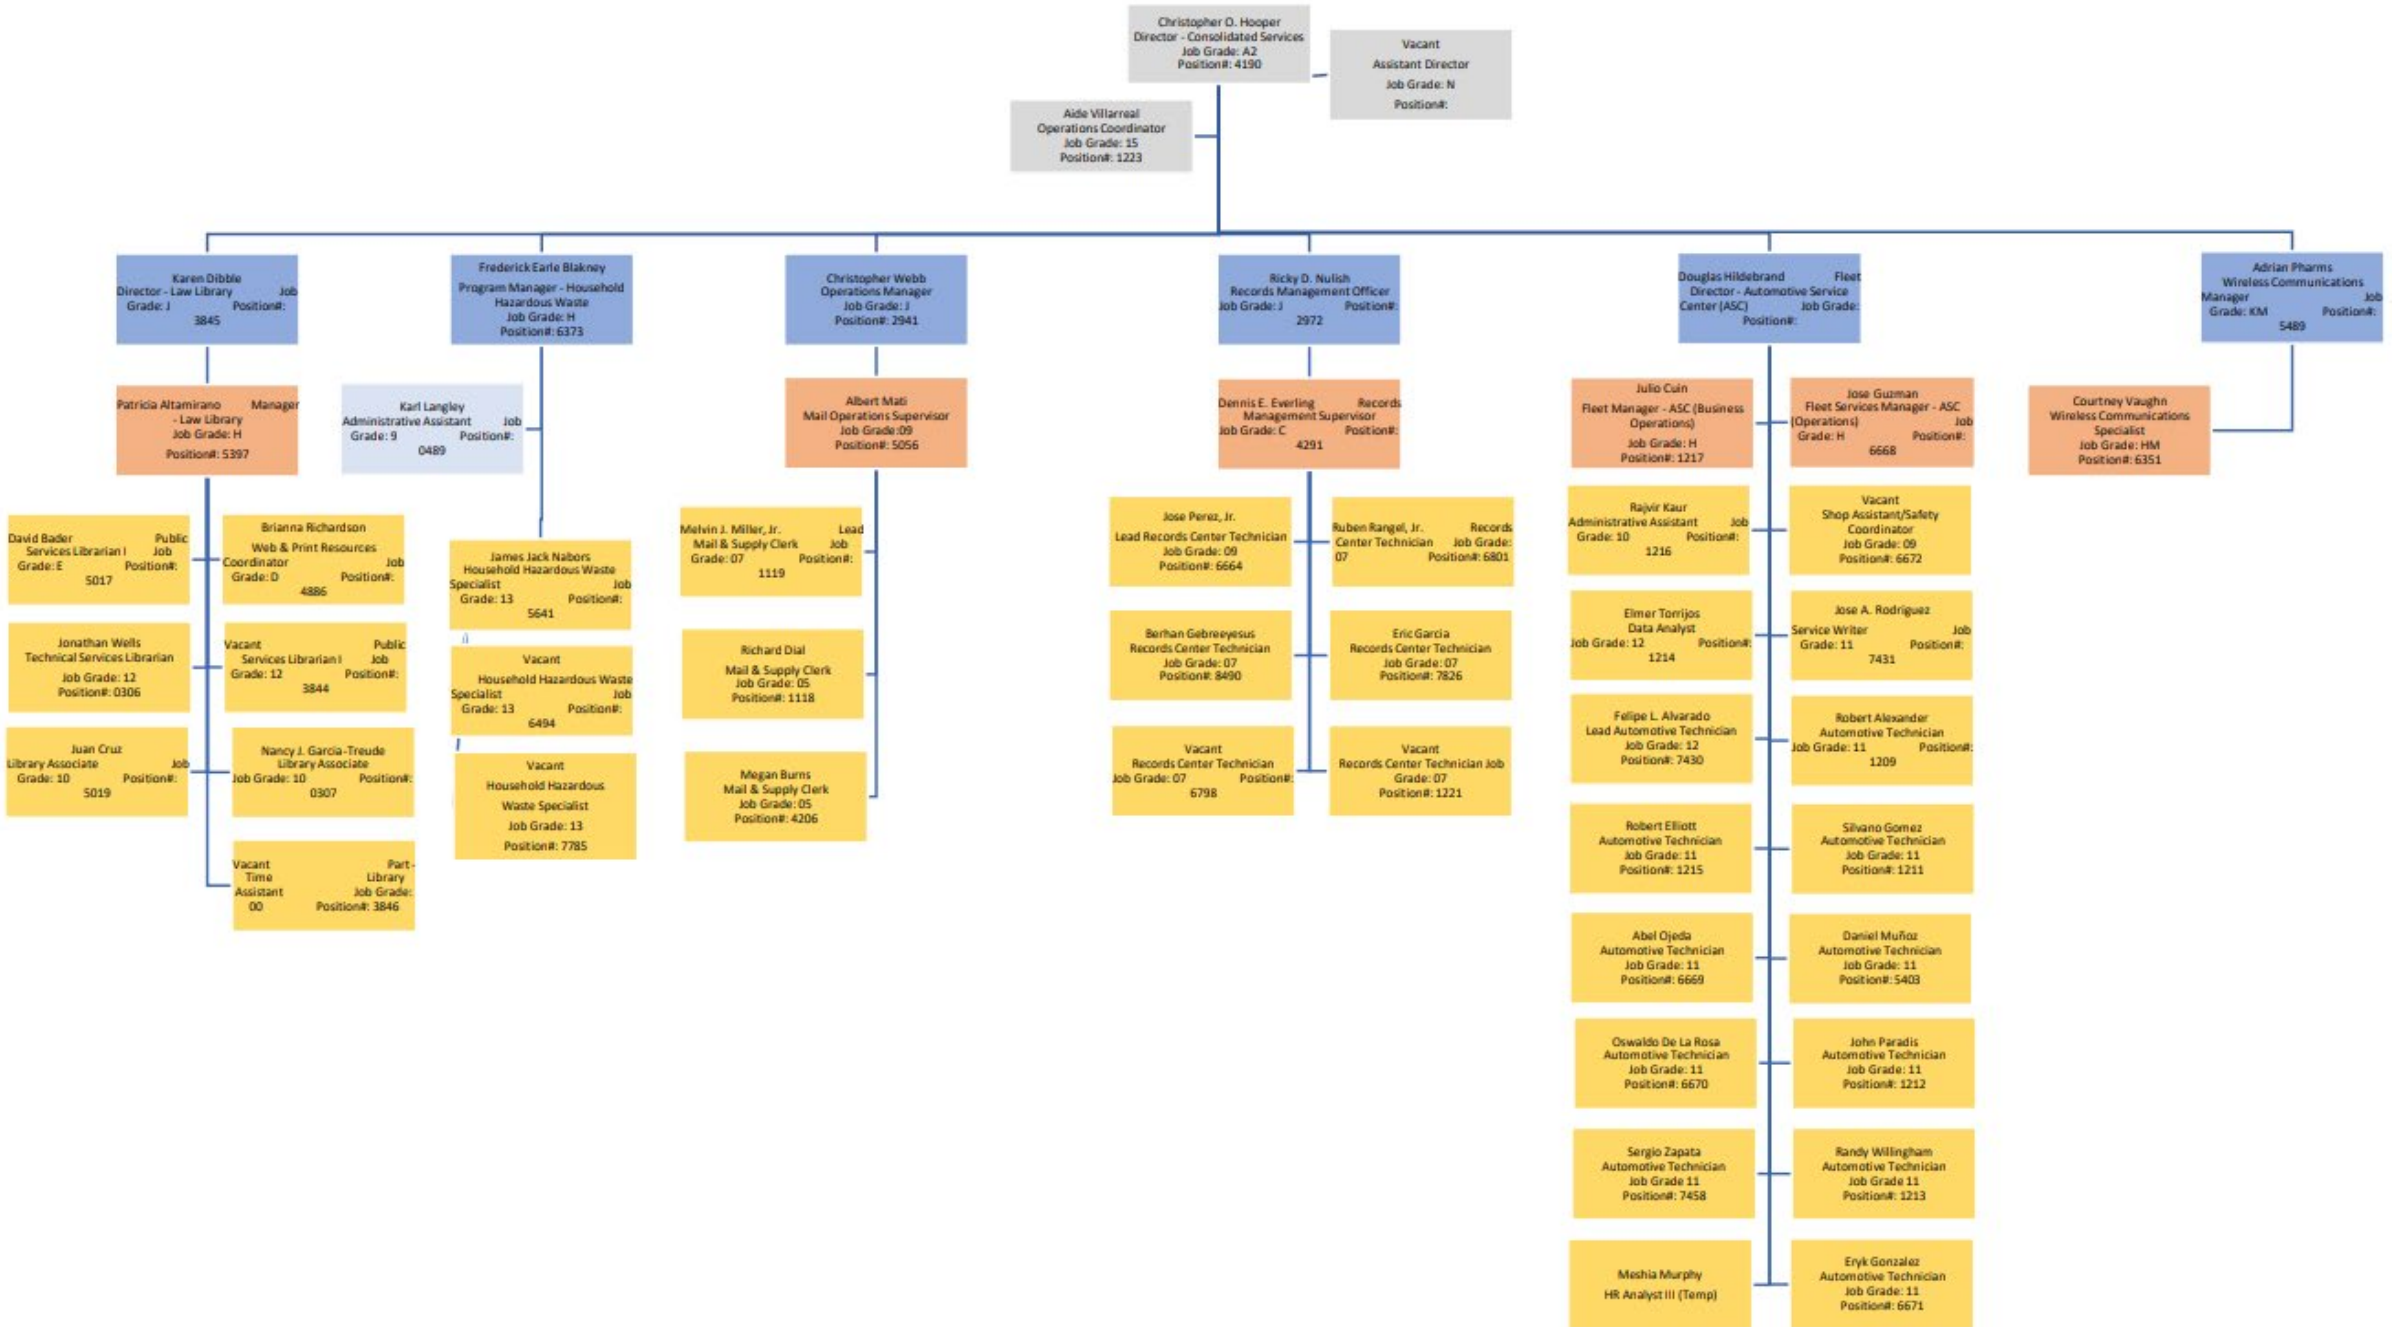 Christopher O. Hooper
Director - Consolidated Services
Job Grade: A2
Position#: 4190
Vacant
Assistant Director
Job Grade: N
Position#:
Aide Villarreal
Operations Coordinator
Job Grade: 15
Position#: 1223
Karen Dibble
Director - Law Library Job
Grade: J Position#:
3845
Frederick Earle Blakney
Program Manager - Household
Hazardous Waste
Job Grade: H
Position#: 6373
Christopher Webb
Operations Manager
Job Grade: J
Position#: 2941
Ricky D. Nulish
Records Management Officer
Job Grade: J Position#:
2972
Douglas Hildebrand Fleet
Director - Automotive Service
Center (ASC) Job Grade:
Position#:
Adrian Pharms
Wireless Communications
Manager Job
Grade: KM Position#:
5489
Patricia Altamirano Manager
- Law Library
Job Grade: H
Position#: 5397
Karl Langley
Administrative Assistant Job
Grade: 9 Position#:
0489
Albert Mati
Mail Operations Supervisor
Job Grade:09
Position#: 5056
Dennis E. Everling Records
Management Supervisor
Job Grade: C Position#:
4291
Julio Cuin
Fleet Manager - ASC (Business
Operations)
Job Grade: H
Position#: 1217
Jose Guzman
Fleet Services Manager - ASC
(Operations) Job
Grade: H Position#:
6668
Courtney Vaughn
Wireless Communications
Specialist
Job Grade: HM
Position#: 6351
David Bader Public
Services Librarian I Job
Grade: E Position#:
5017
Brianna Richardson
Web & Print Resources
Coordinator Job
Grade: D Position#:
4886
Jonathan Wells
Technical Services Librarian
Job Grade: 12
Position#: 0306
Vacant Public
Services Librarian I Job
Grade: 12 Position#:
3844
Juan Cruz
Library Associate Job
Grade: 10 Position#:
5019
Nancy J. Garcia-Treude
Library Associate
Job Grade: 10 Position#:
0307
Vacant Part-
Time Library
Assistant Job Grade:
00 Position#: 3846
James Jack Nabors
Household Hazardous Waste
Specialist Job
Grade: 13 Position#:
5641
Vacant
Household Hazardous Waste
Specialist Job
Grade: 13 Position#:
6494
Vacant
Household Hazardous
Waste Specialist
Job Grade: 13
Position#: 7785
Melvin J. Miller, Jr. Lead
Mail & Supply Clerk Job
Grade: 07 Position#:
1119
Richard Dial
Mail & Supply Clerk
Job Grade: 05
Position#: 1118
Megan Burns
Mail & Supply Clerk
Job Grade: 05
Position#: 4206
Jose Perez, Jr.
Lead Records Center Technician
Job Grade: 09
Position#: 6664
Ruben Rangel, Jr. Records
Center Technician Job Grade:
07 Position#: 6801
Berhan Gebreeyesus
Records Center Technician
Job Grade: 07
Position#: 8490
Eric Garcia
Records Center Technician
Job Grade: 07
Position#: 7826
Vacant
Records Center Technician
Job Grade: 07 Position#:
6798
Vacant
Records Center Technician Job
Grade: 07
Position#: 1221
Rajvir Kaur
Administrative Assistant Job
Grade: 10 Position#:
1216
Vacant
Shop Assistant/Safety
Coordinator
Job Grade: 09
Position#: 6672
Elmer Torrijos
Data Analyst
Job Grade: 12 Position#:
1214
Jose A. Rodriguez
Service Writer Job
Grade: 11 Position#:
7431
Felipe L. Alvarado
Lead Automotive Technician
Job Grade: 12
Position#: 7430
Robert Alexander
Automotive Technician
Job Grade: 11 Position#:
1209
Robert Elliott
Automotive Technician
Job Grade: 11
Position#: 1215
Silvano Gomez
Automotive Technician
Job Grade: 11
Position#: 1211
Abel Ojeda
Automotive Technician
Job Grade: 11
Position#: 6669
Daniel Muñoz
Automotive Technician
Job Grade: 11
Position#: 5403
Oswaldo De La Rosa
Automotive Technician
Job Grade: 11
Position#: 6670
John Paradis
Automotive Technician
Job Grade: 11
Position#: 1212
Sergio Zapata
Automotive Technician
Job Grade 11
Position#: 7458
Randy Willingham
Automotive Technician
Job Grade 11
Position#: 1213
Meshia Murphy
HR Analyst III (Temp)
Eryk Gonzalez
Automotive Technician
Job Grade: 11
Position#: 6671